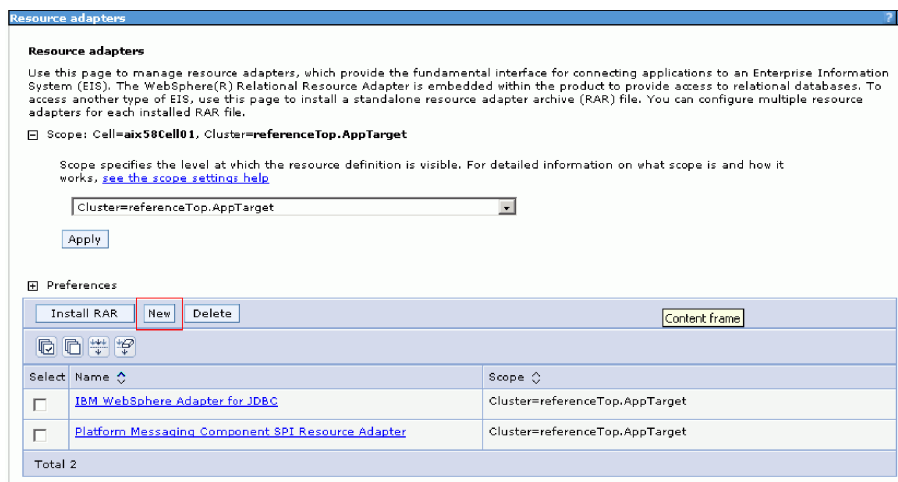 Resource adapters ?
Resource adapters
Use this page to manage resource adapters, which provide the fundamental interface for connecting applications to an Enterprise Information
System (EIS). The WebSphere(R) Relational Resource Adapter is embedded within the product to provide access to relational databases. To
access another type of EIS, use this page to install a standalone resource adapter archive (RAR) file. You can configure multiple resource
adapters for each installed RAR file.
Scope: Cell=aix58Cell01, Cluster=referenceTop.AppTarget
Scope specifies the level at which the resource definition is visible. For detailed information on what scope is and how it
works, see the scope settings help
Cluster=referenceTop.AppTarget
Apply
Preferences
Install RAR New Delete Content frame
Select Name Scope
IBM WebSphere Adapter for JDBC Cluster=referenceTop.AppTarget
Platform Messaging Component SPI Resource Adapter Cluster=referenceTop.AppTarget
Total 2